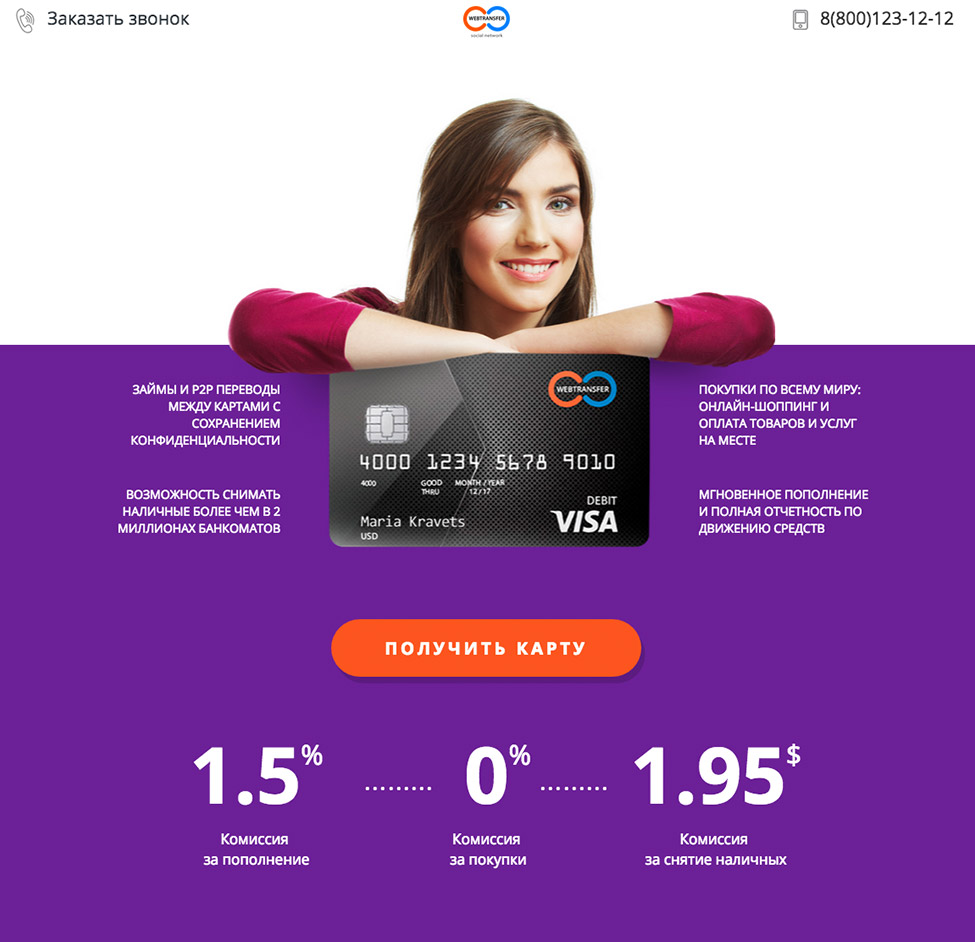 Заказать звонок
WEBTRANSFER
social network
8(800)123-12-12
ЗАЙМЫ И P2P ПЕРЕВОДЫ
МЕЖДУ КАРТАМИ С
СОХРАНЕНИЕМ
КОНФИДЕНЦИАЛЬНОСТИ
ВОЗМОЖНОСТЬ СНИМАТЬ
НАЛИЧНЫЕ БОЛЕЕ ЧЕМ В 2
МИЛЛИОНАХ БАНКОМАТОВ
WEBTRANSFER
4000 1234 5678 9010
4000 GOOD THRU MONTH / YEAR
12/17
DEBIT
Maria Kravets
VISA
USD
ПОКУПКИ ПО ВСЕМУ МИРУ:
ОНЛАЙН-ШОППИНГ И
ОПЛАТА ТОВАРОВ И УСЛУГ
НА МЕСТЕ
МГНОВЕННОЕ ПОПОЛНЕНИЕ
И ПОЛНАЯ ОТЧЕТНОСТЬ ПО
ДВИЖЕНИЮ СРЕДСТВ
ПОЛУЧИТЬ КАРТУ
1.5% ......... 0% ......... 1.95$
Комиссия
за пополнение
Комиссия
за покупки
Комиссия
за снятие наличных